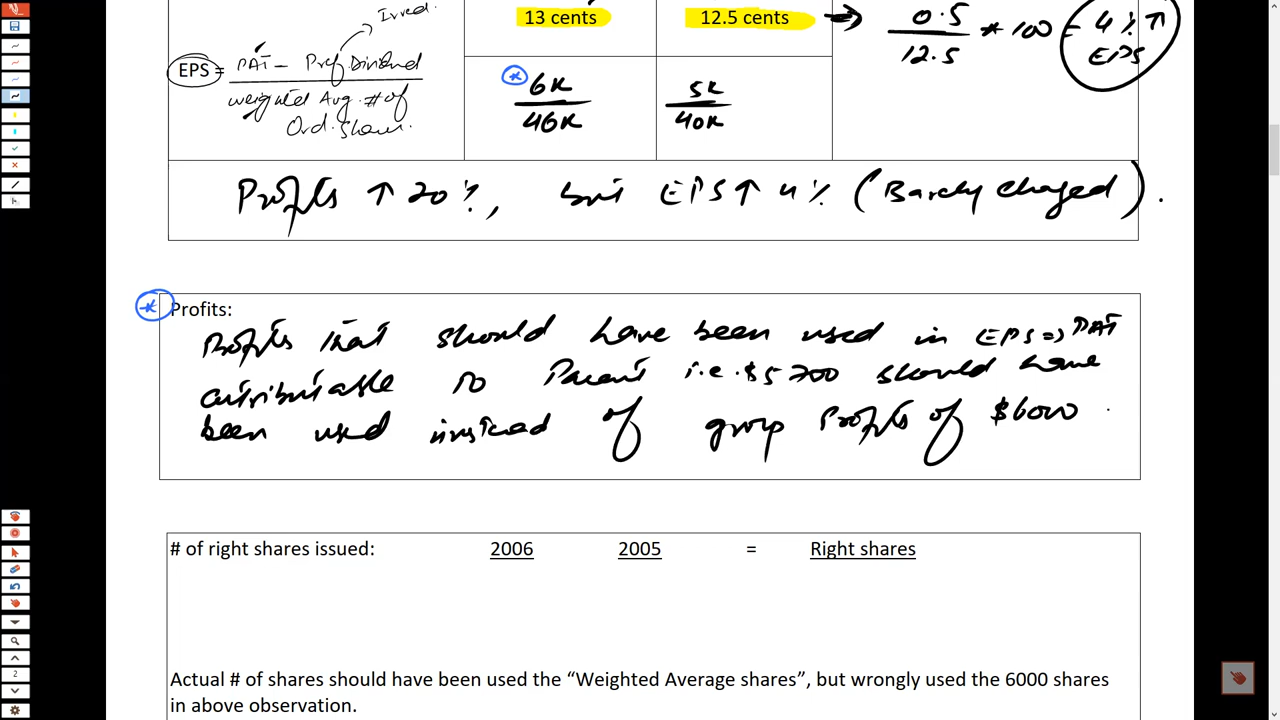 Irred.
13 cents 12.5 cents → 0.5/12.5 * 100 = 4% ↑ EPS
EPS = PAT – Pref. Dividend
weighted Avg. # of
Ord. Share.
* 6K/46K 5K/40K
Profits ↑ 20%, but EPS ↑ 4% (Barely changed).
* Profits:
Profits that should have been used in EPS => PAT
attributable to Parent i.e. $5700 should have
been used instead of group Profits of $6000
# of right shares issued: 2006 2005 = Right shares
Actual # of shares should have been used the “Weighted Average shares”, but wrongly used the 6000 shares
in above observation.
2